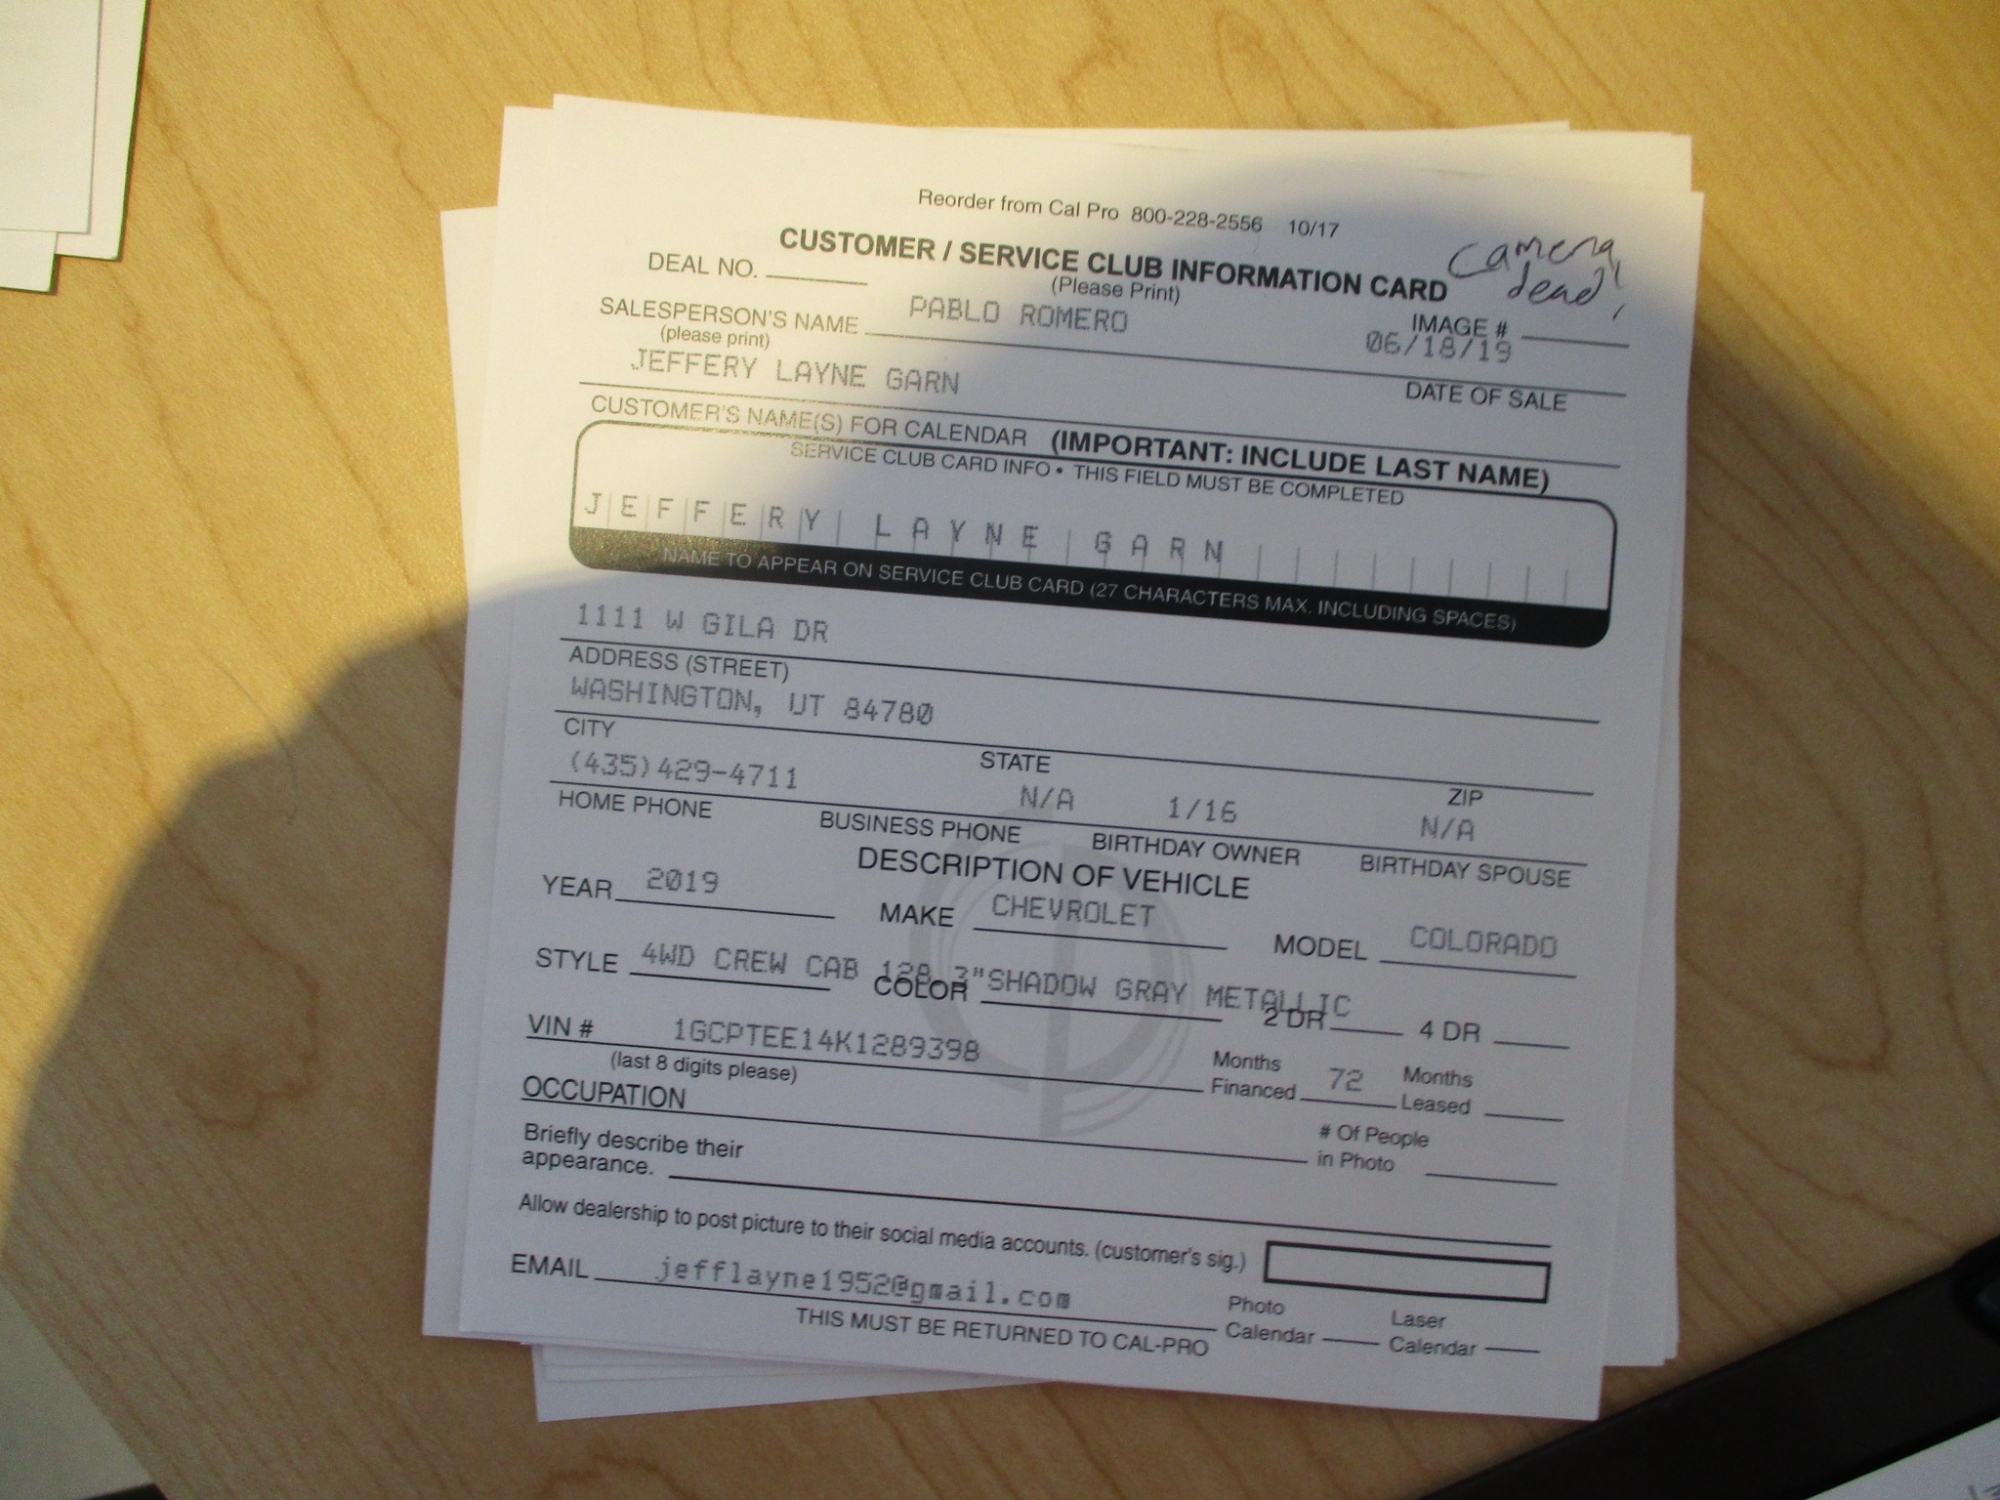 Reorder from Cal Pro 800-228-2556 10/17
CUSTOMER / SERVICE CLUB INFORMATION CARD
Camera dead!
(Please Print)
DEAL NO.
SALESPERSON'S NAME PABLO ROMERO
(please print)
IMAGE #
06/18/19
DATE OF SALE
JEFFERY LAYNE GARN
CUSTOMER'S NAME(S) FOR CALENDAR (IMPORTANT: INCLUDE LAST NAME)
SERVICE CLUB CARD INFO • THIS FIELD MUST BE COMPLETED
JEFFERY LAYNE GARN
NAME TO APPEAR ON SERVICE CLUB CARD (27 CHARACTERS MAX. INCLUDING SPACES)
1111 W GILA DR
ADDRESS (STREET)
WASHINGTON, UT 84780
CITY STATE ZIP
(435)429-4711 N/A 1/16 N/A
HOME PHONE BUSINESS PHONE BIRTHDAY OWNER BIRTHDAY SPOUSE
DESCRIPTION OF VEHICLE
YEAR 2019 MAKE CHEVROLET MODEL COLORADO
STYLE 4WD CREW CAB 128.3" COLOR SHADOW GRAY METALLIC 2 DR 4 DR
VIN # 1GCPTEE14K1289398
(last 8 digits please)
Months Financed 72 Months Leased
OCCUPATION
# Of People in Photo
Briefly describe their
appearance.
Allow dealership to post picture to their social media accounts. (customer's sig.)
EMAIL jefflayne1952@gmail.com
Photo Calendar Laser Calendar
THIS MUST BE RETURNED TO CAL-PRO